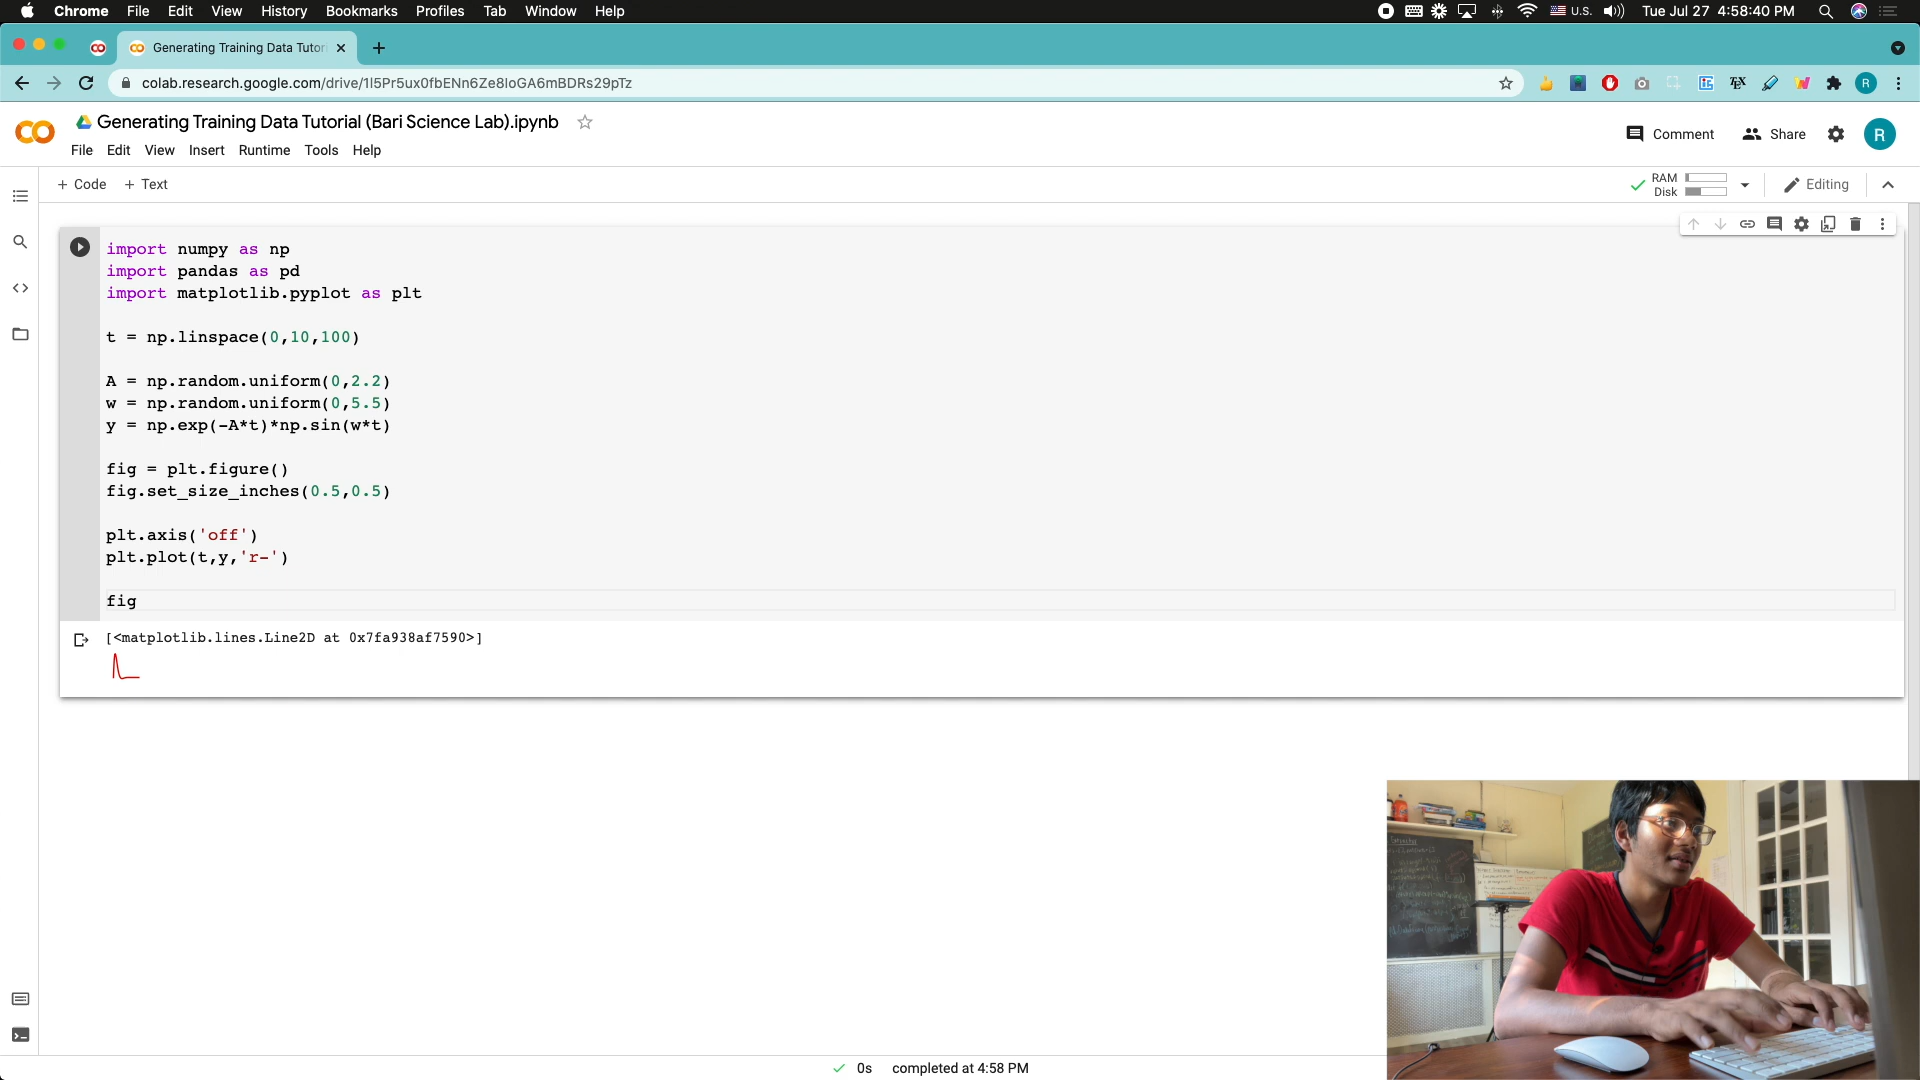 Chrome File Edit View History Bookmarks Profiles Tab Window Help U.S. Tue Jul 27 4:58:40 PM
Generating Training Data Tutor
colab.research.google.com/drive/1I5Pr5ux0fbENn6Ze8IoGA6mBDRs29pTz
Generating Training Data Tutorial (Bari Science Lab).ipynb
Comment Share R
File Edit View Insert Runtime Tools Help
+ Code + Text
RAM
Disk
Editing
import numpy as np
import pandas as pd
import matplotlib.pyplot as plt
t = np.linspace(0,10,100)
A = np.random.uniform(0,2.2)
w = np.random.uniform(0,5.5)
y = np.exp(-A*t)*np.sin(w*t)
fig = plt.figure()
fig.set_size_inches(0.5,0.5)
plt.axis('off')
plt.plot(t,y,'r-')
fig
[<matplotlib.lines.Line2D at 0x7fa938af7590>]
0s completed at 4:58 PM